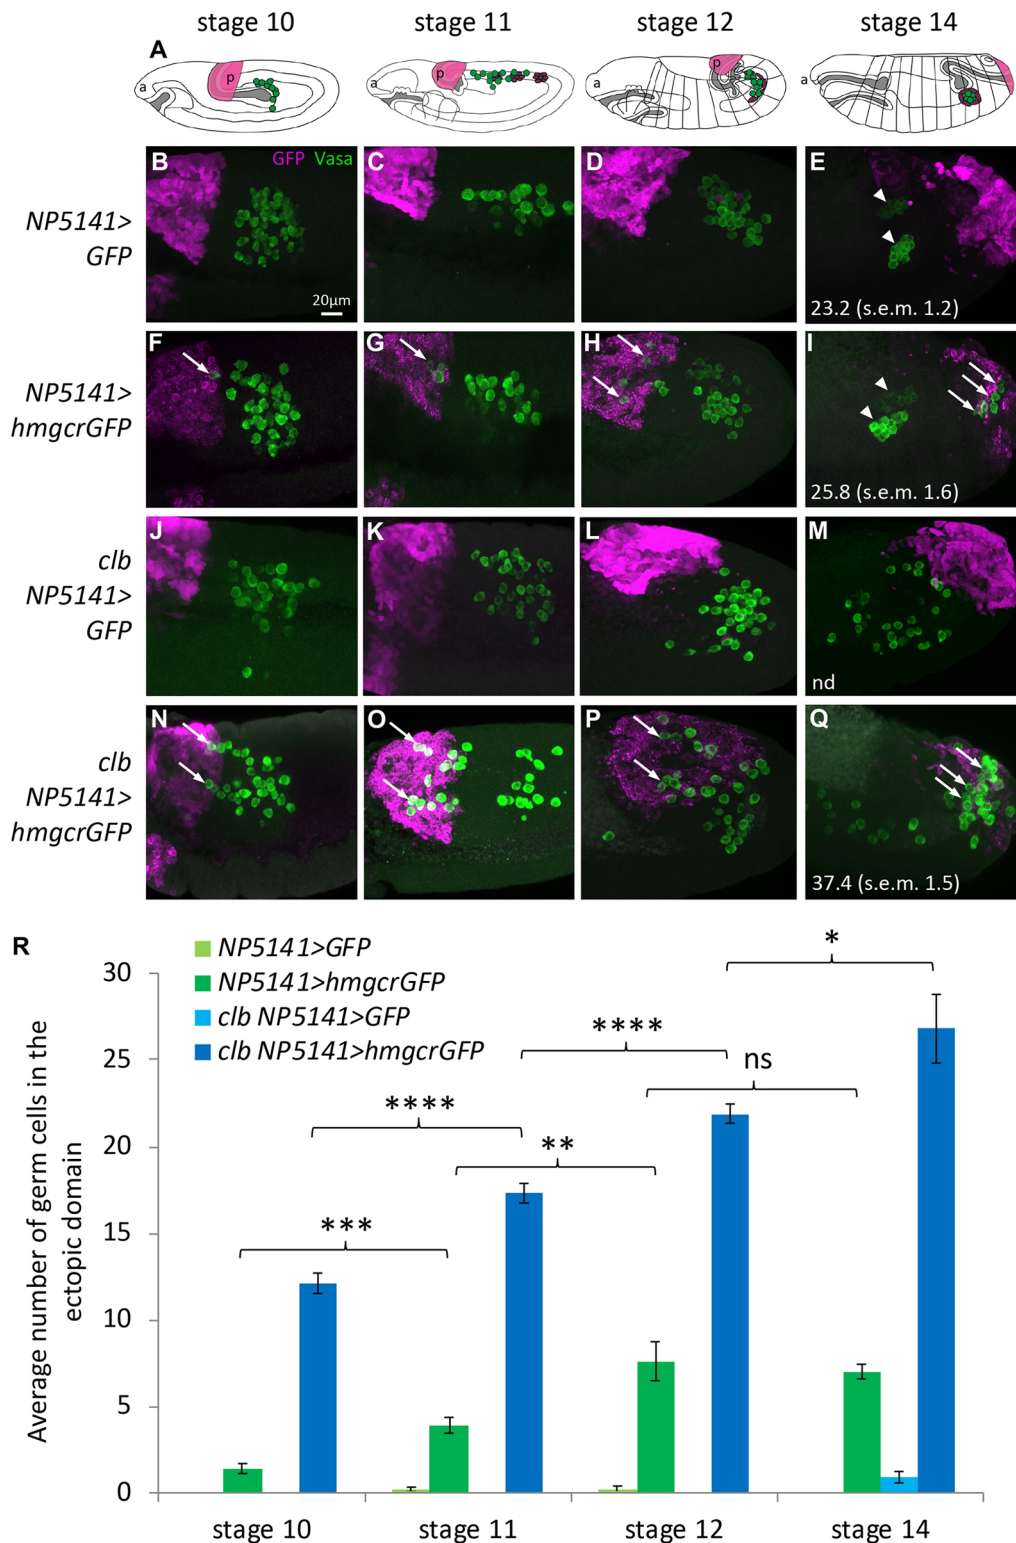 stage 10 stage 11 stage 12 stage 14
A
a p a p a p a p
B GFP Vasa C D E
NP5141>
GFP
20μm
23.2 (s.e.m. 1.2)
F G H I
NP5141>
hmgcrGFP
25.8 (s.e.m. 1.6)
J K L M
clb
NP5141>
GFP
nd
N O P Q
clb
NP5141>
hmgcrGFP
37.4 (s.e.m. 1.5)
R
NP5141>GFP
NP5141>hmgcrGFP
clb NP5141>GFP
clb NP5141>hmgcrGFP
*
****
ns
****
**
***
Average number of germ cells in the
ectopic domain
30
25
20
15
10
5
0
stage 10 stage 11 stage 12 stage 14